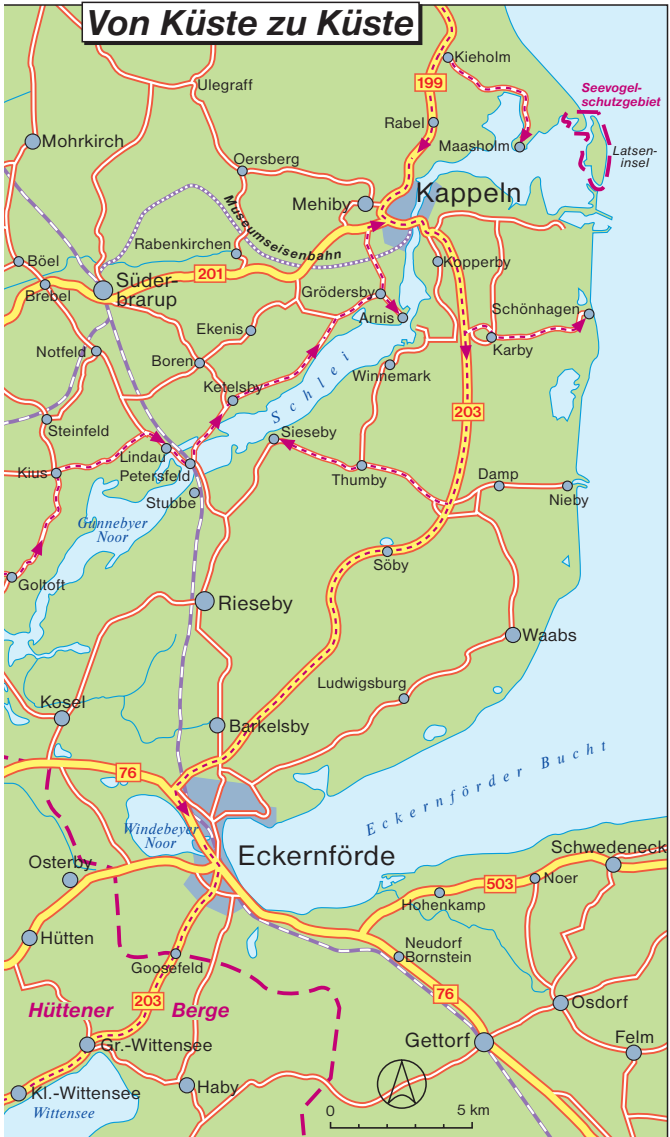 Von Küste zu Küste
Kieholm
Ulegraff
199
Seevogel-
schutzgebiet
Rabel
Mohrkirch
Maasholm
Latsen-
insel
Oersberg
Kappeln
Mehiby
Museumseisenbahn
Rabenkirchen
Böel
Kopperby
201
Süder-
brarup
Brebel
Grödersby
Schönhagen
Arnis
Ekenis
Karby
Notfeld
Boren
Winnemark
Schlei
Ketelsby
203
Steinfeld
Sieseby
Lindau
Kius
Petersfeld
Thumby
Damp
Stubbe
Nieby
Gunnebyer
Noor
Söby
Goltoft
Rieseby
Waabs
Ludwigsburg
Kosel
Barkelsby
Eckernförder Bucht
76
Windebeyer
Noor
Eckernförde
Schwedeneck
Osterby
Noer
503
Hohenkamp
Hütten
Neudorf
Bornstein
Goosefeld
76
203
Hüttener Berge
Osdorf
Gr.-Wittensee
Gettorf
Felm
Kl.-Wittensee
Haby
Wittensee
0 5 km